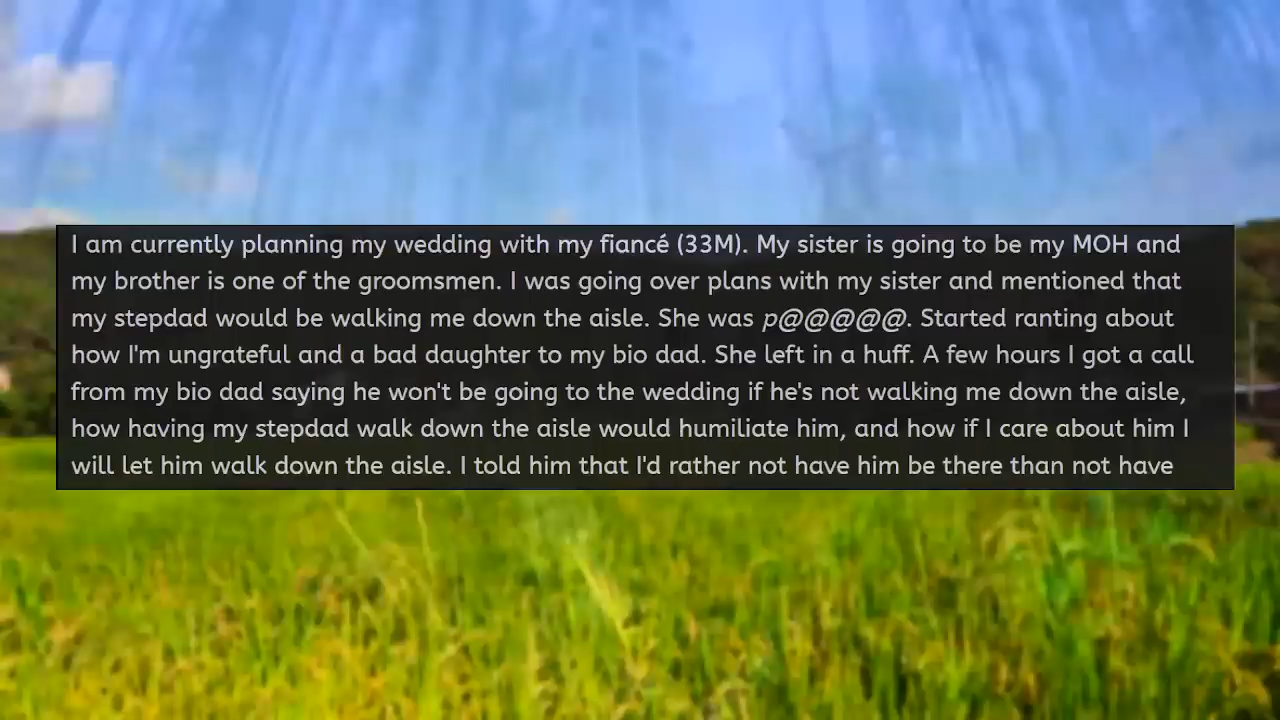 I am currently planning my wedding with my fiancé (33M). My sister is going to be my MOH and
my brother is one of the groomsmen. I was going over plans with my sister and mentioned that
my stepdad would be walking me down the aisle. She was p@@@@@. Started ranting about
how I'm ungrateful and a bad daughter to my bio dad. She left in a huff. A few hours I got a call
from my bio dad saying he won't be going to the wedding if he's not walking me down the aisle,
how having my stepdad walk down the aisle would humiliate him, and how if I care about him I
will let him walk down the aisle. I told him that I'd rather not have him be there than not have